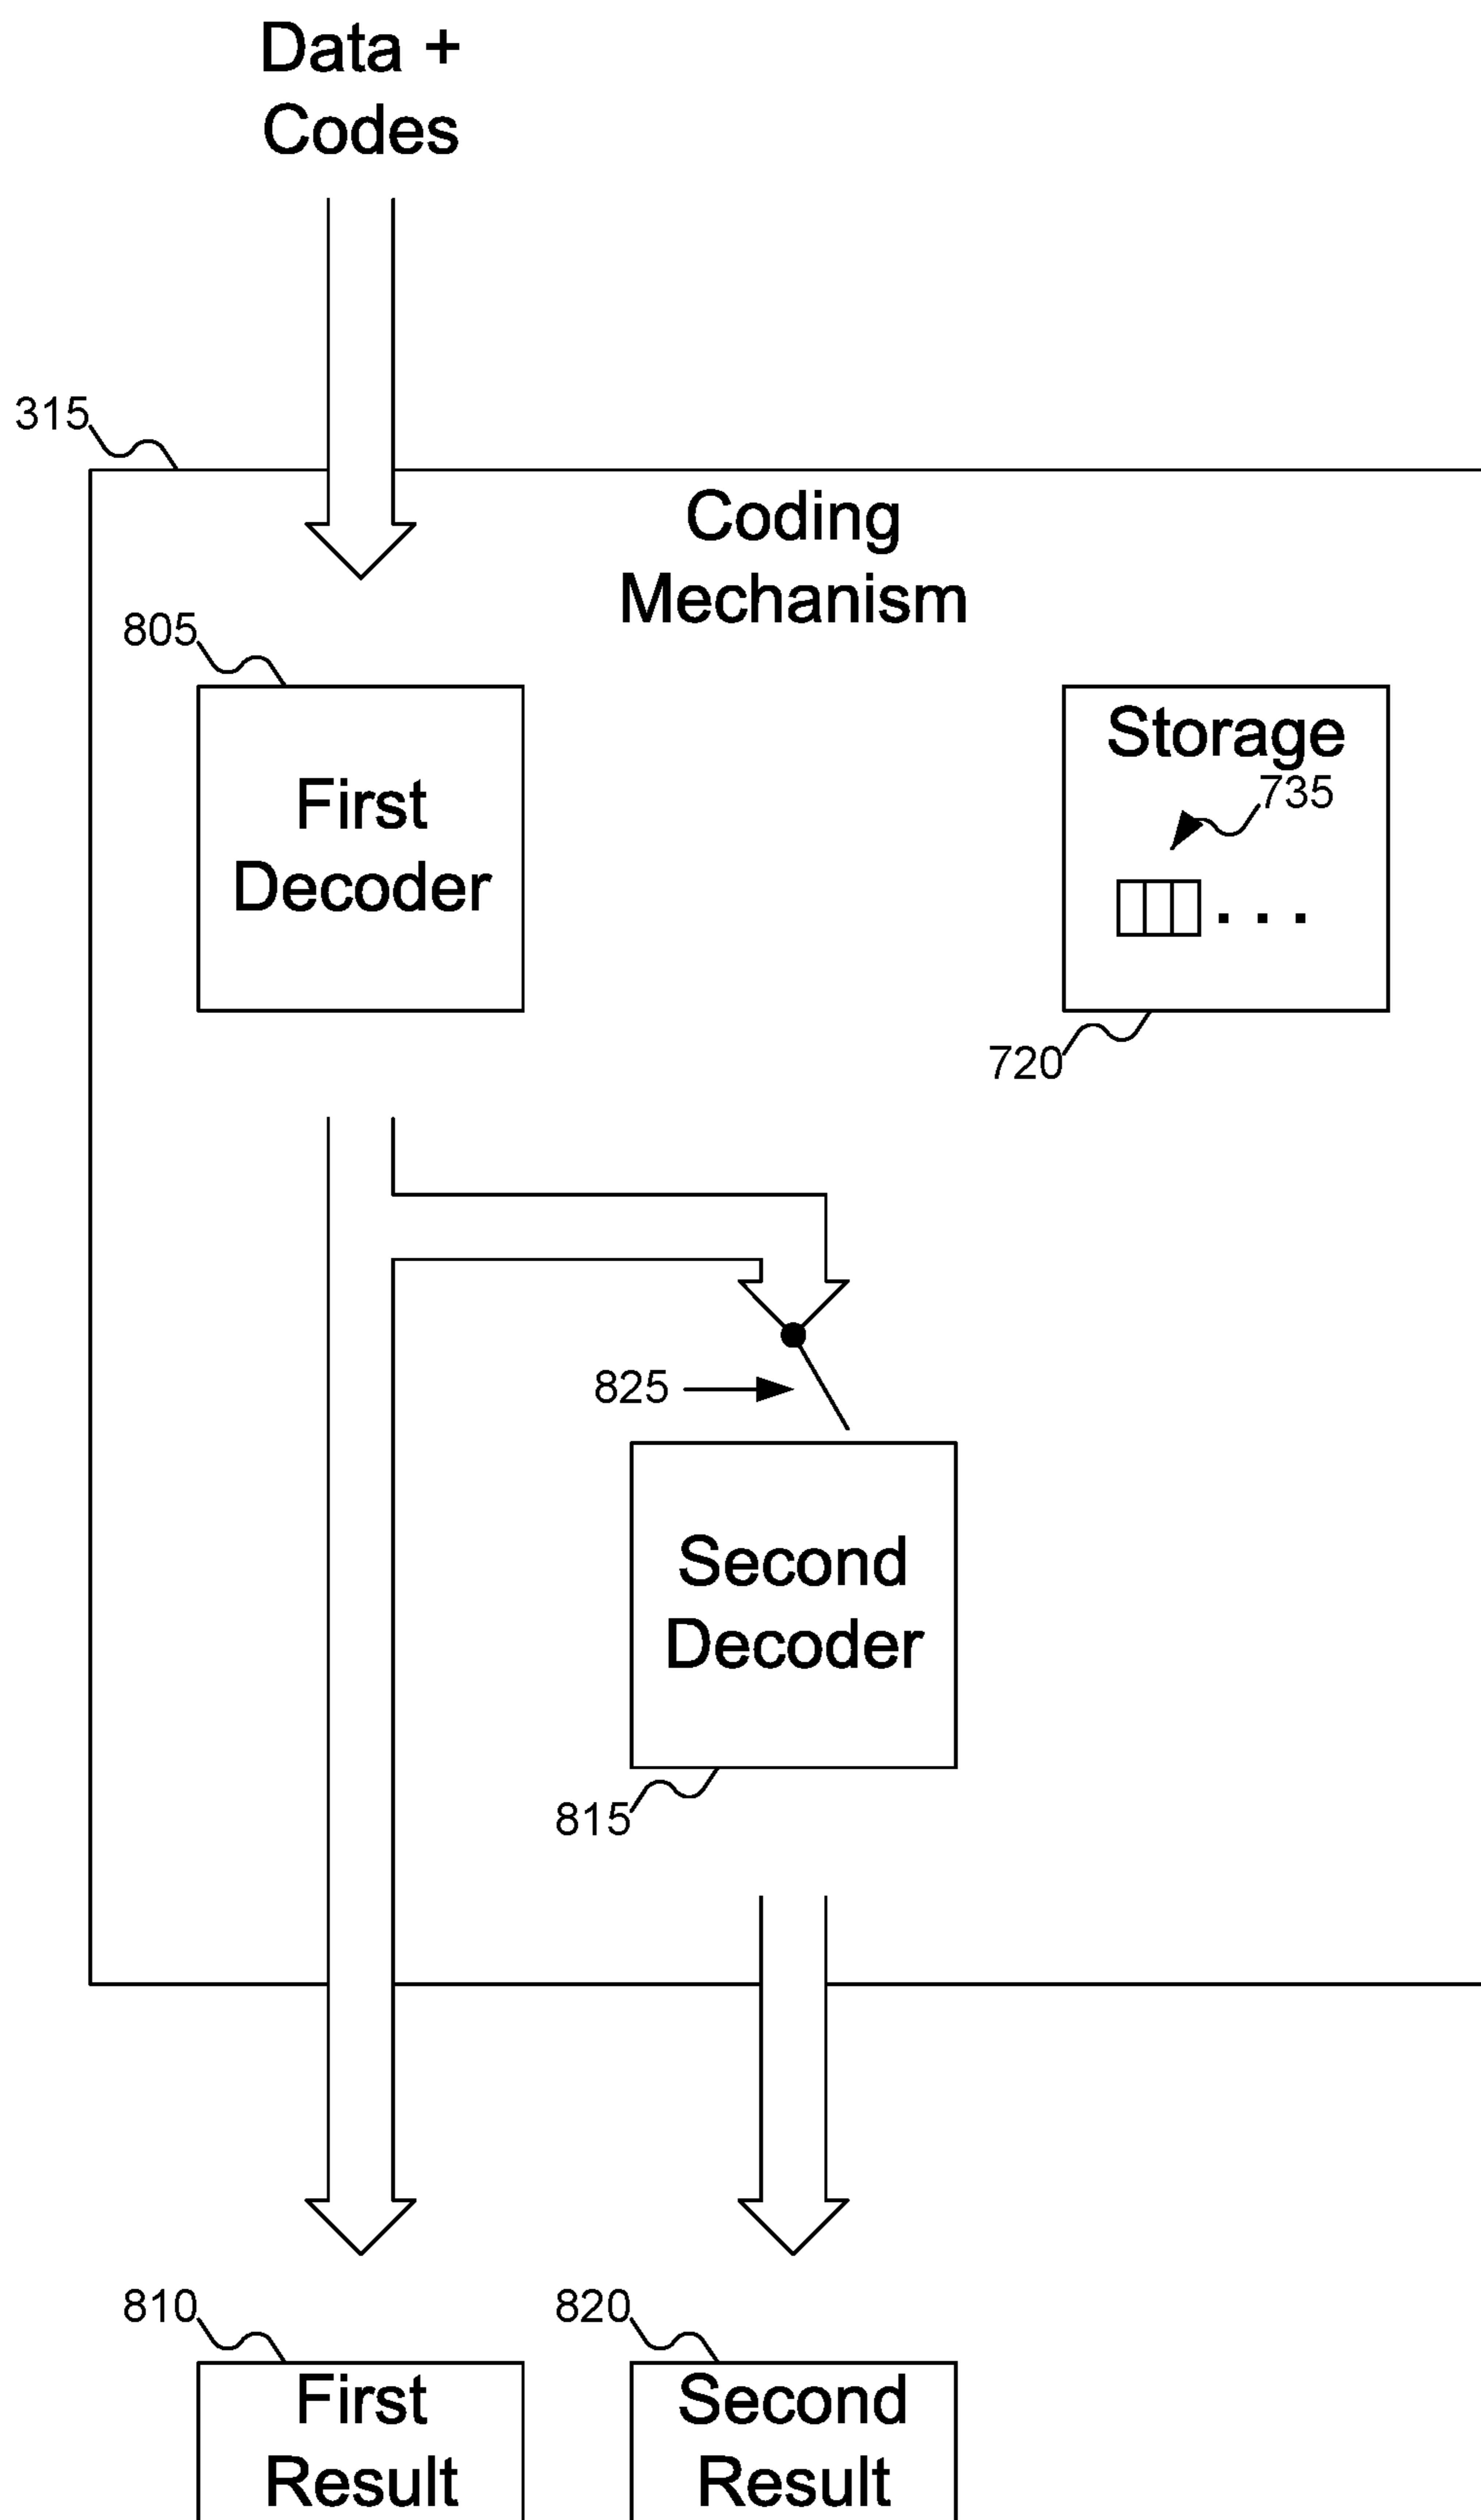 Data +
Codes
315
Coding
Mechanism
805
First
Decoder
Storage
735
720
825
Second
Decoder
815
810
First
Result
820
Second
Result